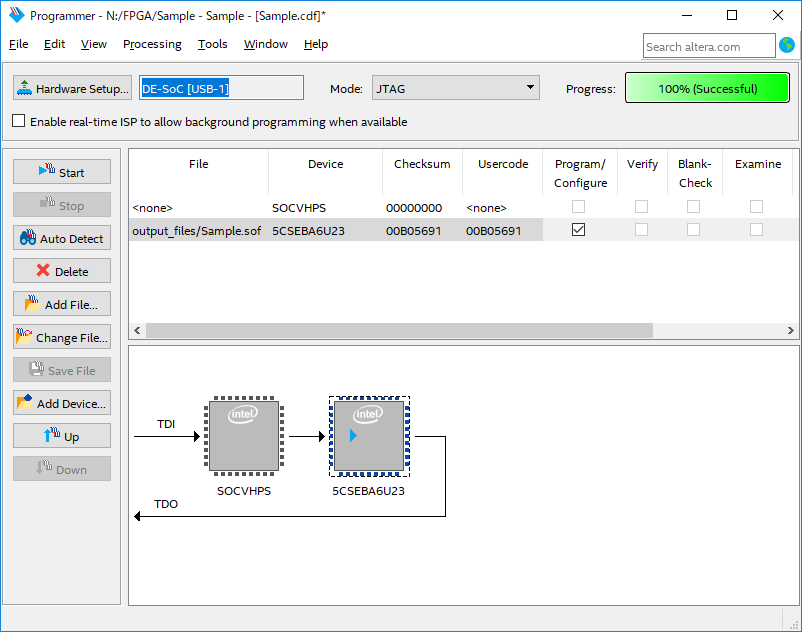 Programmer - N:/FPGA/Sample - Sample - [Sample.cdf]*
File Edit View Processing Tools Window Help
Search altera.com
Hardware Setup... DE-SoC [USB-1] Mode: JTAG Progress: 100% (Successful)
Enable real-time ISP to allow background programming when available
Start
Stop
Auto Detect
Delete
Add File...
Change File...
Save File
Add Device...
Up
Down
File Device Checksum Usercode Program/ Verify Blank- Examine
Configure Check
<none> SOCVHPS 00000000 <none>
output_files/Sample.sof 5CSEBA6U23 00B05691 00B05691
TDI
intel intel
SOCVHPS 5CSEBA6U23
TDO